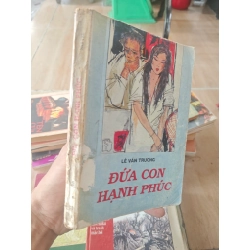 LÊ VĂN TRƯƠNG
ĐỨA CON
HẠNH PHÚC